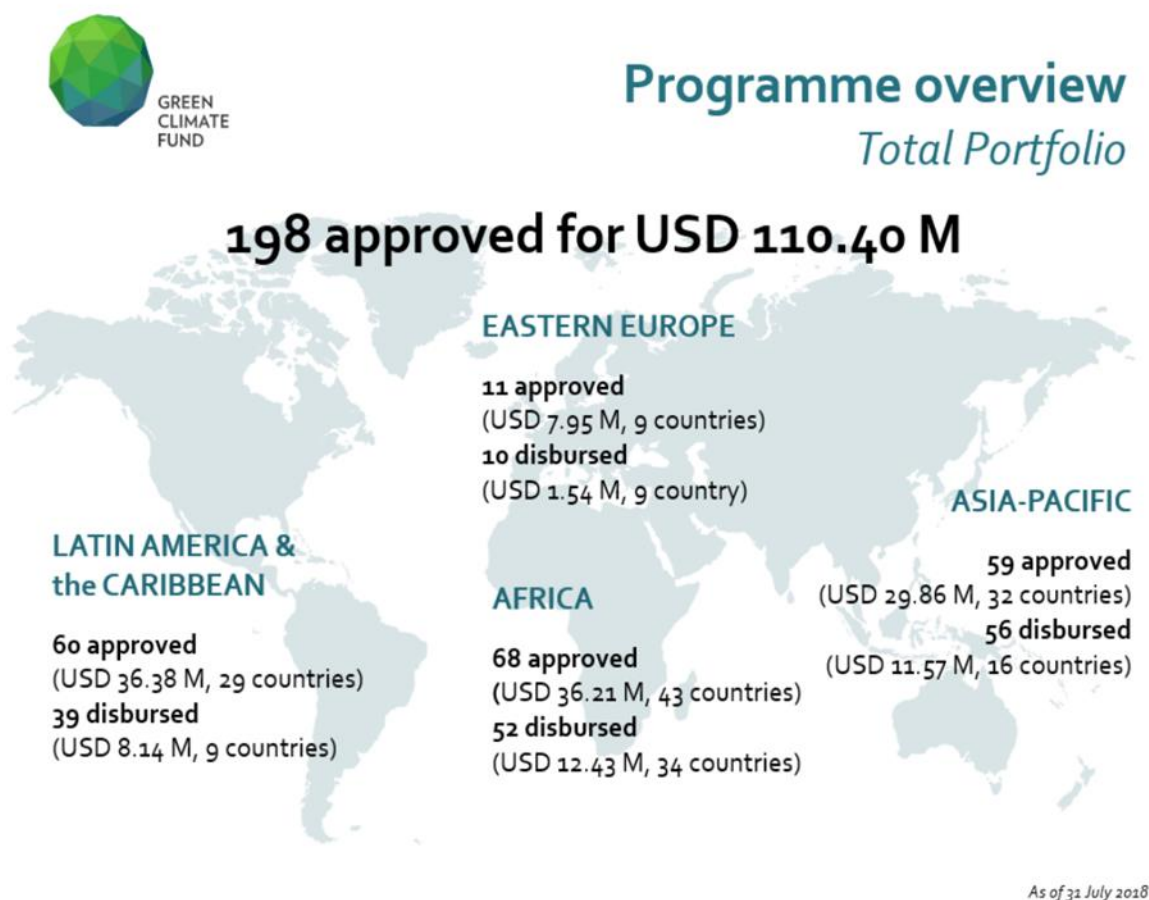 GREEN
CLIMATE
FUND
Programme overview
Total Portfolio
198 approved for USD 110.40 M
EASTERN EUROPE
11 approved
(USD 7.95 M, 9 countries)
10 disbursed
(USD 1.54 M, 9 country)
ASIA-PACIFIC
59 approved
(USD 29.86 M, 32 countries)
56 disbursed
(USD 11.57 M, 16 countries)
LATIN AMERICA &
the CARIBBEAN
60 approved
(USD 36.38 M, 29 countries)
39 disbursed
(USD 8.14 M, 9 countries)
AFRICA
68 approved
(USD 36.21 M, 43 countries)
52 disbursed
(USD 12.43 M, 34 countries)
As of 31 July 2018